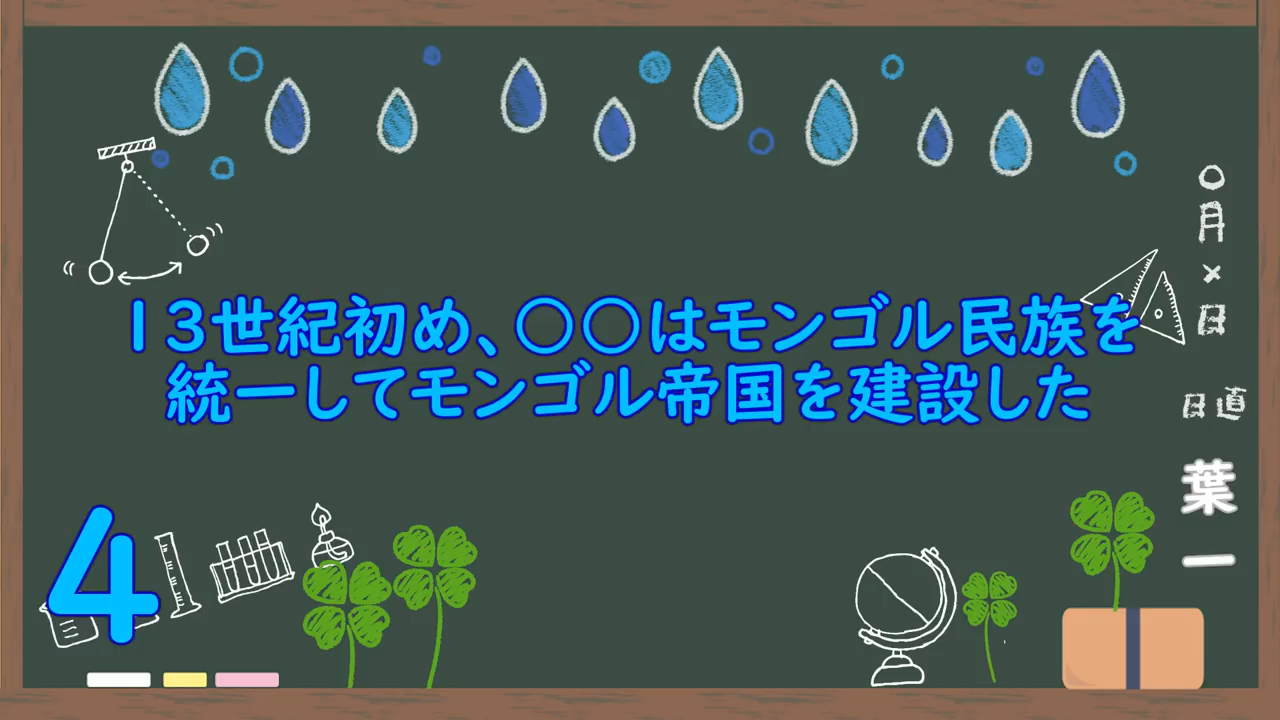 13世紀初め、〇〇はモンゴル民族を
統一してモンゴル帝国を建設した
4
〇月×日
日直
葉一